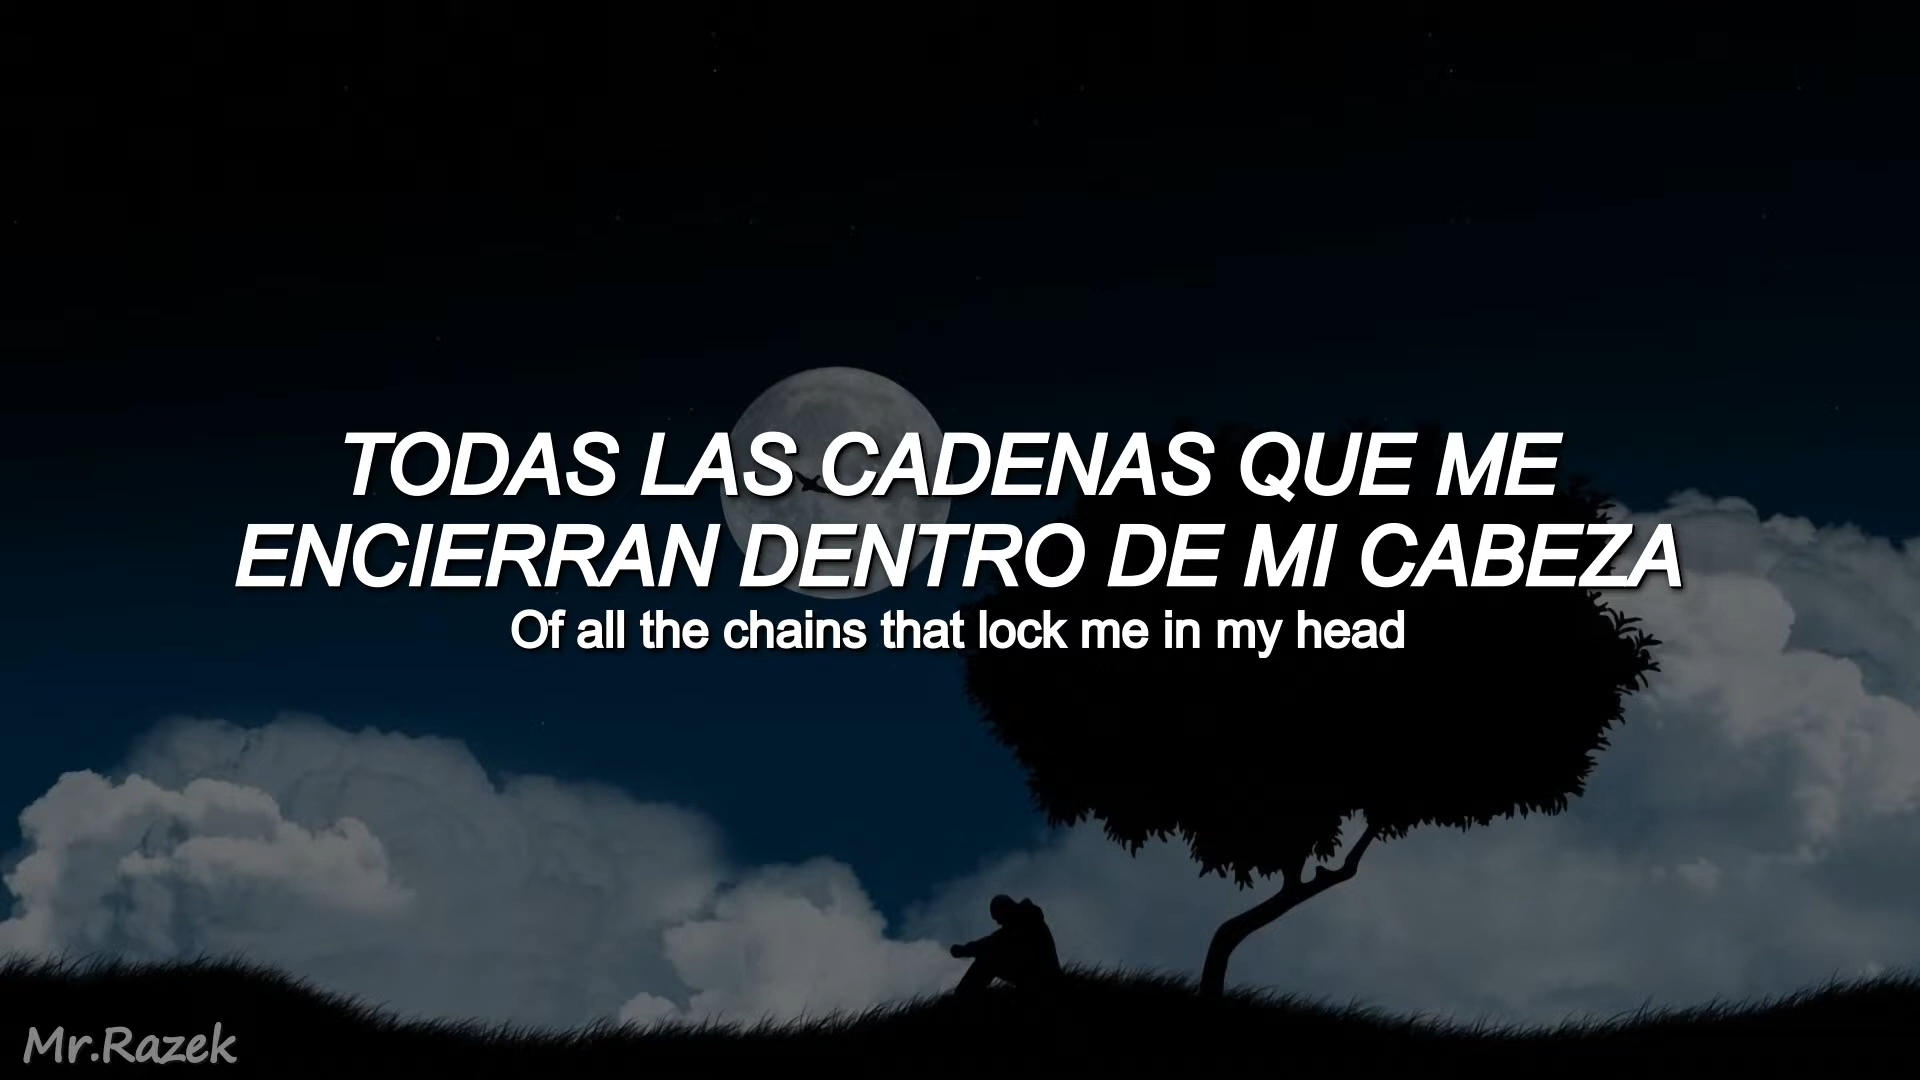 TODAS LAS CADENAS QUE ME
ENCIERRAN DENTRO DE MI CABEZA
Of all the chains that lock me in my head
Mr.Razek